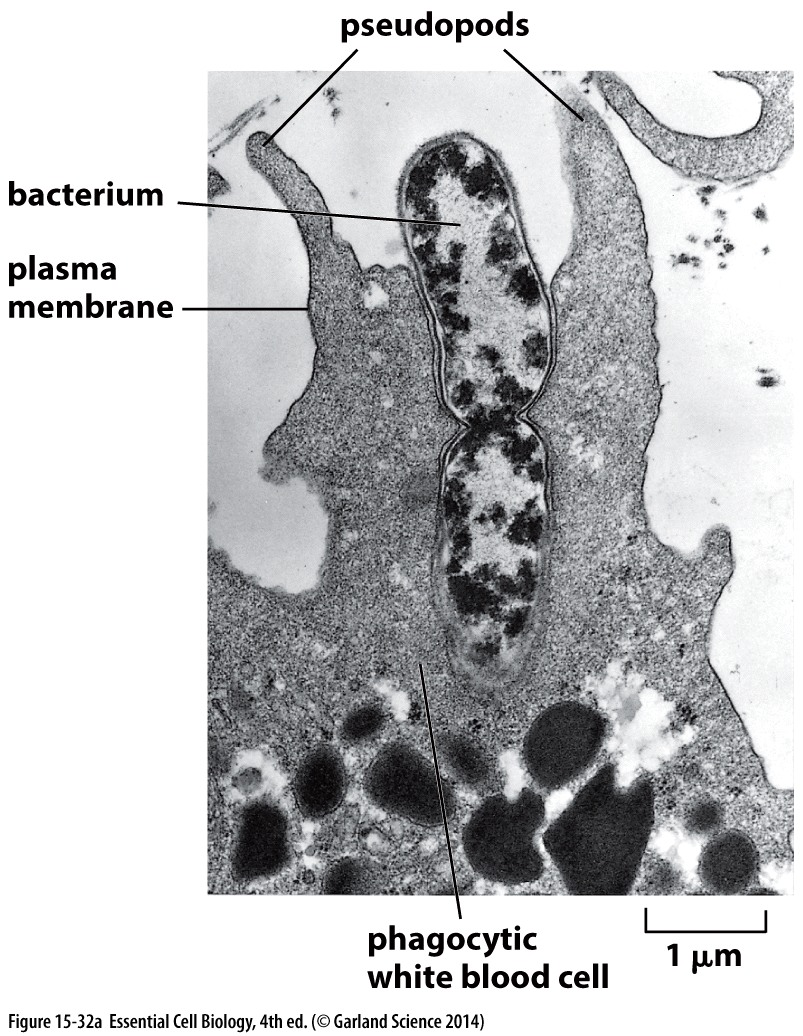 pseudopods
bacterium
plasma
membrane
phagocytic
white blood cell
1 μm
Figure 15-32a Essential Cell Biology, 4th ed. (© Garland Science 2014)